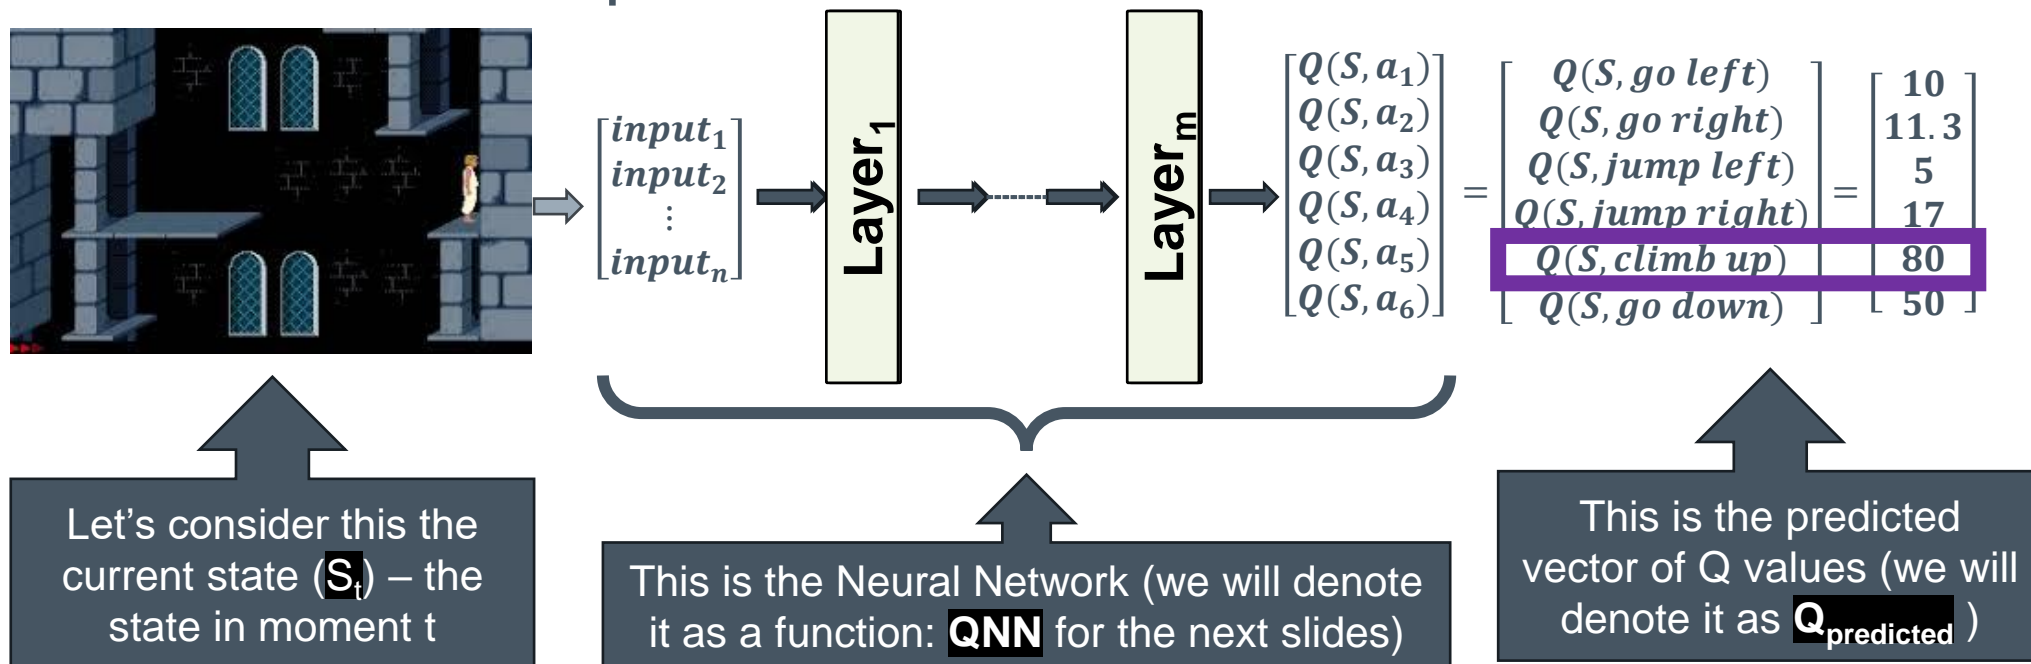 [input₁]
[input₂]
[⋮]
[inputₙ]
Layer₁
Layerₘ
[Q(S, a₁)]
[Q(S, a₂)]
[Q(S, a₃)]
[Q(S, a₄)]
[Q(S, a₅)]
[Q(S, a₆)]
=
Q(S, go left)
Q(S, go right)
Q(S, jump left)
Q(S, jump right)
Q(S, climb up)
Q(S, go down)
=
10
11.3
5
17
80
50
Let's consider this the
current state (Sₜ) – the
state in moment t
This is the Neural Network (we will denote
it as a function: QNN for the next slides)
This is the predicted
vector of Q values (we will
denote it as Q_predicted )